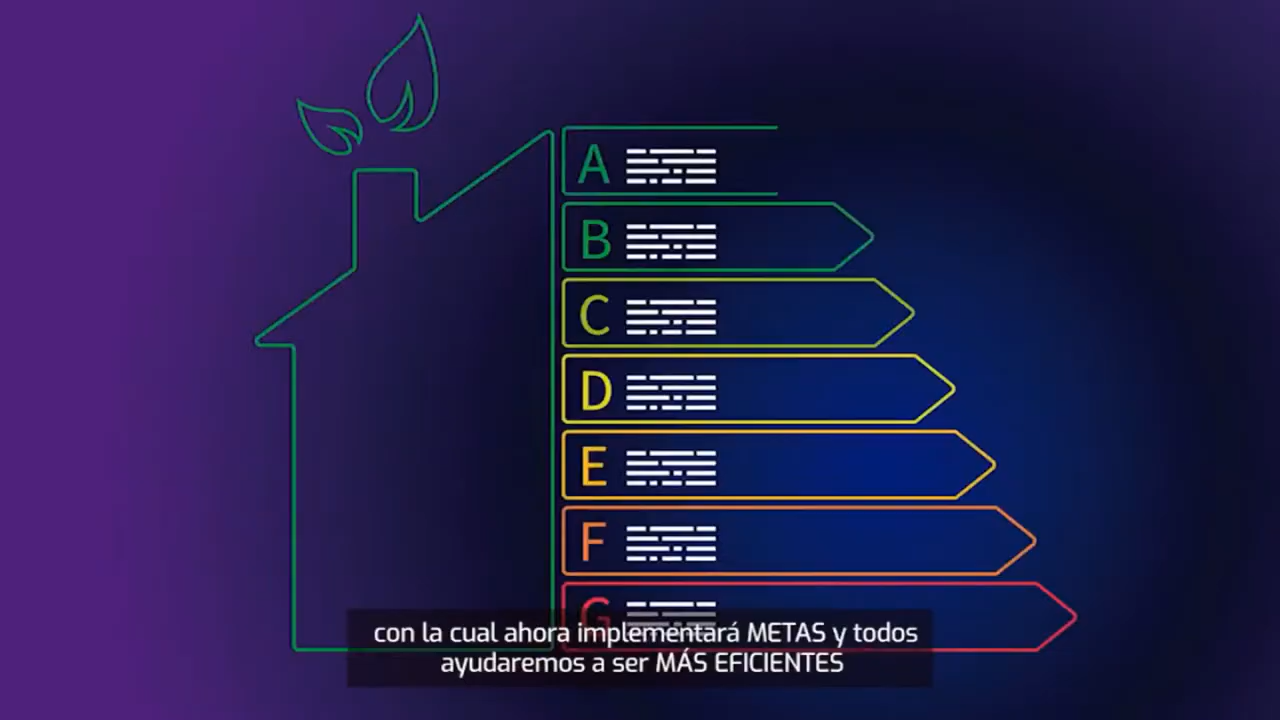 A
B
C
D
E
F
G
con la cual ahora implementará METAS y todos
ayudaremos a ser MÁS EFICIENTES